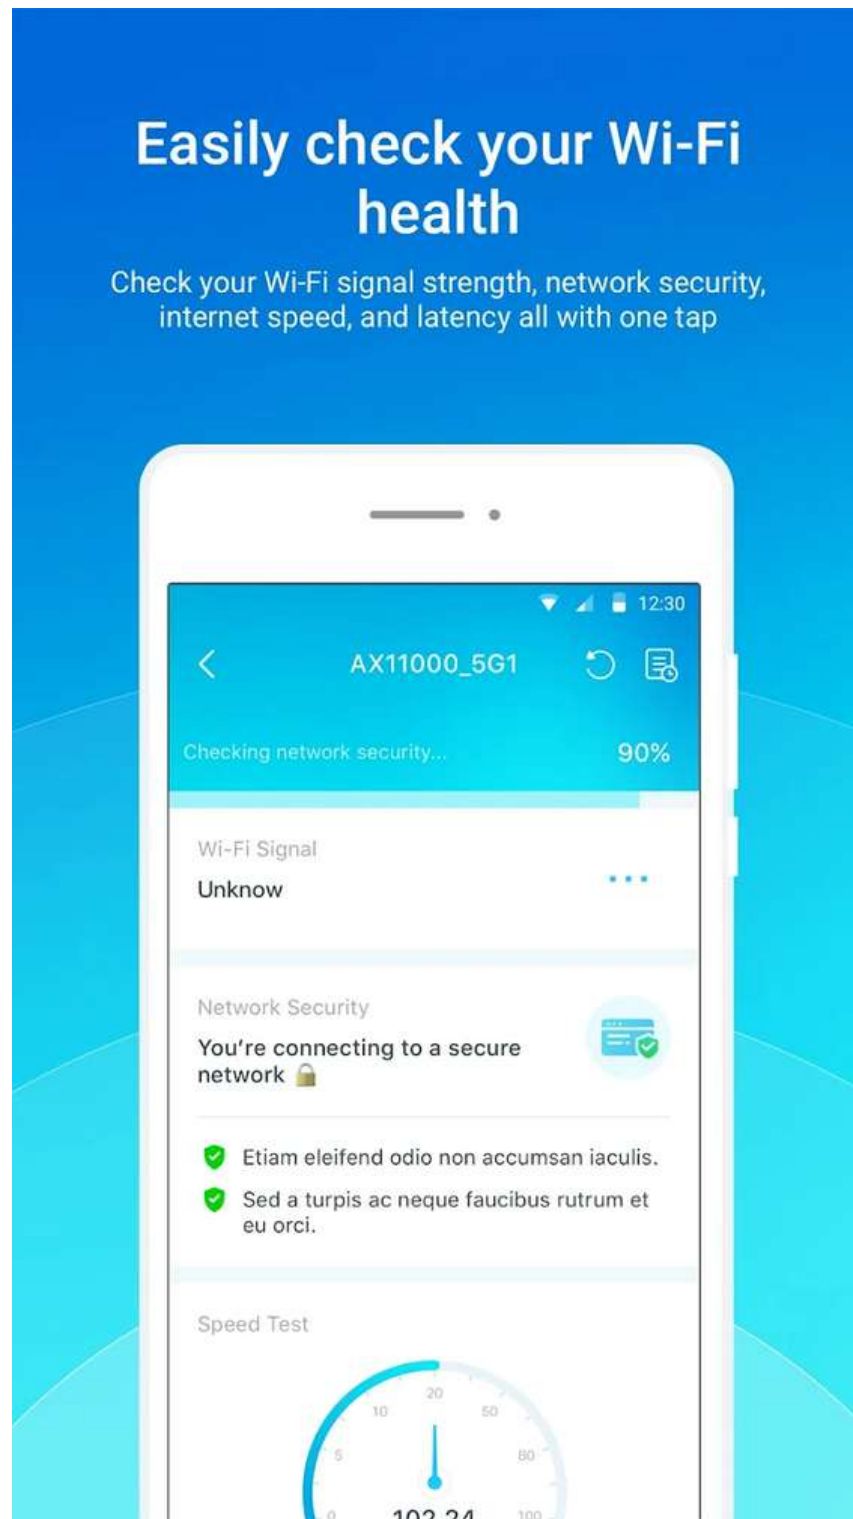 Easily check your Wi-Fi
health
Check your Wi-Fi signal strength, network security,
internet speed, and latency all with one tap
12:30
AX11000_5G1
Checking network security...
90%
Wi-Fi Signal
Unknow
Network Security
You're connecting to a secure
network
Etiam eleifend odio non accumsan iaculis.
Sed a turpis ac neque faucibus rutrum et
eu orci.
Speed Test
20
10
50
5
80
0
102.24
100